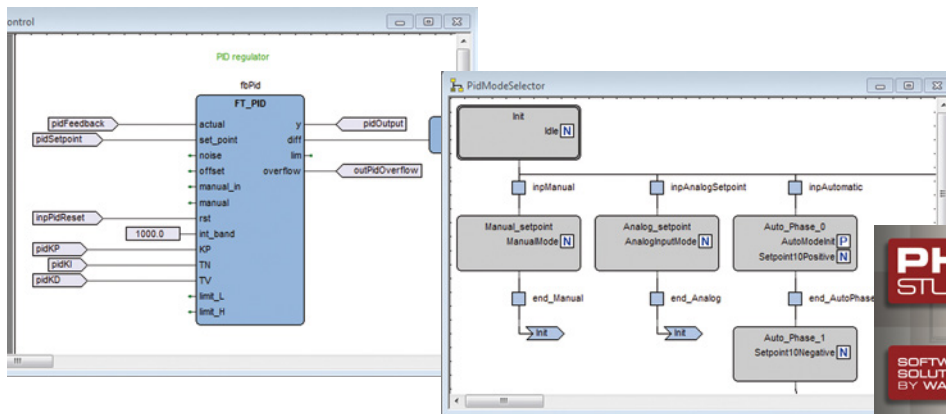 ontrol
PID regulator
fbPid
FT_PID
pidFeedback
actual
y
pidOutput
pidSetpoint
set_point
diff
noise
lim
offset
overflow
outPidOverflow
manual_in
manual
inpPidReset
rst
1000.0
int_band
pidKP
KP
pidKI
TN
pidKD
TV
limit_L
limit_H
PidModeSelector
Init
Idle N
inpManual
inpAnalogSetpoint
inpAutomatic
Manual_setpoint
ManualMode N
Analog_setpoint
AnalogInputMode N
Auto_Phase_0
AutoModeInit P
Setpoint10Positive N
end_Manual
end_Analog
end_AutoPhase
Init
Init
Auto_Phase_1
Setpoint10Negative N
PH
STU
SOFTW
SOLUT
BY WA